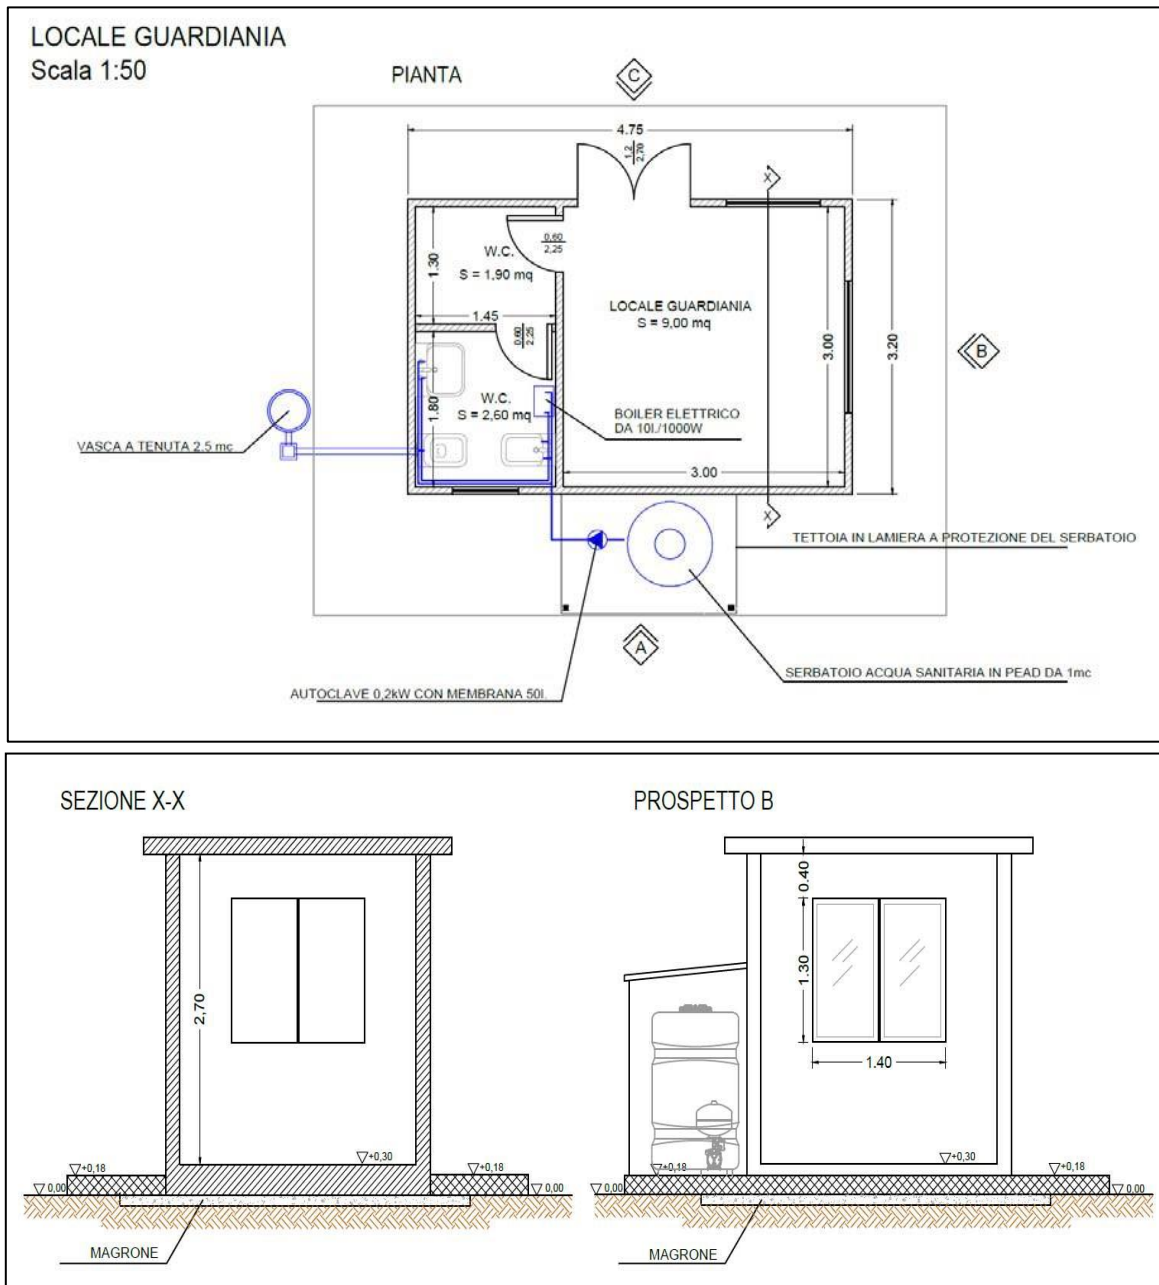 LOCALE GUARDIANIA
Scala 1:50
PIANTA
C
4.75
1,2
2,70
X
0,60
2,25
W.C.
S = 1,90 mq
1.30
1.45
LOCALE GUARDIANIA
S = 9,00 mq
3.00
3.20
B
0,60
2,25
W.C.
S = 2,60 mq
1.80
BOILER ELETTRICO
DA 10l./1000W
VASCA A TENUTA 2.5 mc
3.00
X
TETTOIA IN LAMIERA A PROTEZIONE DEL SERBATOIO
A
SERBATOIO ACQUA SANITARIA IN PEAD DA 1mc
AUTOCLAVE 0,2kW CON MEMBRANA 50l.
SEZIONE X-X
2,70
+0,30
+0,18
+0,18
0,00
0,00
MAGRONE
PROSPETTO B
0.40
1.30
1.40
+0,30
+0,18
+0,18
0,00
0,00
MAGRONE